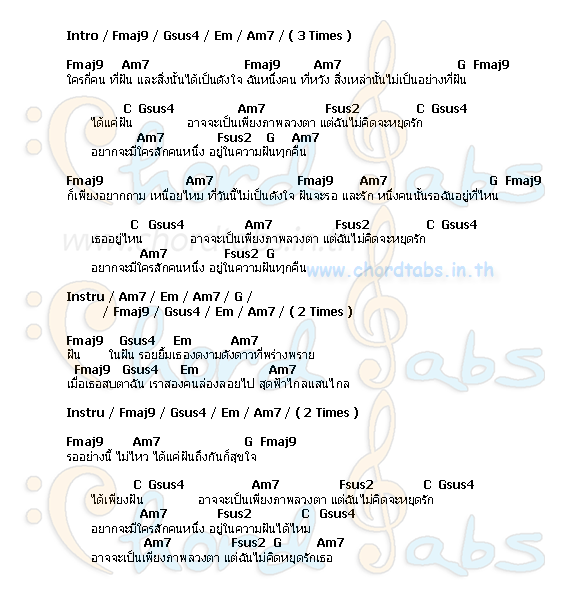 Intro / Fmaj9 / Gsus4 / Em / Am7 / ( 3 Times )
Fmaj9 Am7 Fmaj9 Am7 G Fmaj9
ใครกี่คน ที่ฝัน และสิ่งนั้นได้เป็นดังใจ ฉันหนึ่งคน ที่หวัง สิ่งเหล่านั้นไม่เป็นอย่างที่ฝัน
C Gsus4 Am7 Fsus2 C Gsus4
ได้แค่ฝัน อาจจะเป็นเพียงภาพลวงตา แต่ฉันไม่คิดจะหยุดรัก
Am7 Fsus2 G Am7
อยากจะมีใครสักคนหนึ่ง อยู่ในความฝันทุกคืน
Fmaj9 Am7 Fmaj9 Am7 G Fmaj9
ก็เพียงอยากถาม เหนื่อยไหม ที่วันนี้ไม่เป็นดังใจ ฝันจะรอ และรัก หนึ่งคนนั้นรอฉันอยู่ที่ไหน
C Gsus4 Am7 Fsus2 C Gsus4
เธออยู่ไหน อาจจะเป็นเพียงภาพลวงตา แต่ฉันไม่คิดจะหยุดรัก
Am7 Fsus2 G
อยากจะมีใครสักคนหนึ่ง อยู่ในความฝันทุกคืน
www.chordtabs.in.th
Instru / Am7 / Em / Am7 / G /
/ Fmaj9 / Gsus4 / Em / Am7 / ( 2 Times )
Fmaj9 Gsus4 Em Am7
ฝัน ในฝัน รอยยิ้มเธองดงามดังดาวที่พร่างพราย
Fmaj9 Gsus4 Em Am7
เมื่อเธอสบตาฉัน เราสองคนล่องลอยไป สุดฟ้าไกลแสนไกล
Instru / Fmaj9 / Gsus4 / Em / Am7 / ( 2 Times )
Fmaj9 Am7 G Fmaj9
รออย่างนี้ ไม่ไหว ได้แค่ฝันถึงกันก็สุขใจ
C Gsus4 Am7 Fsus2 C Gsus4
ได้เพียงฝัน อาจจะเป็นเพียงภาพลวงตา แต่ฉันไม่คิดจะหยุดรัก
Am7 Fsus2 C Gsus4
อยากจะมีใครสักคนหนึ่ง อยู่ในความฝันได้ไหม
Am7 Fsus2 G Am7
อาจจะเป็นเพียงภาพลวงตา แต่ฉันไม่คิดหยุดรักเธอ